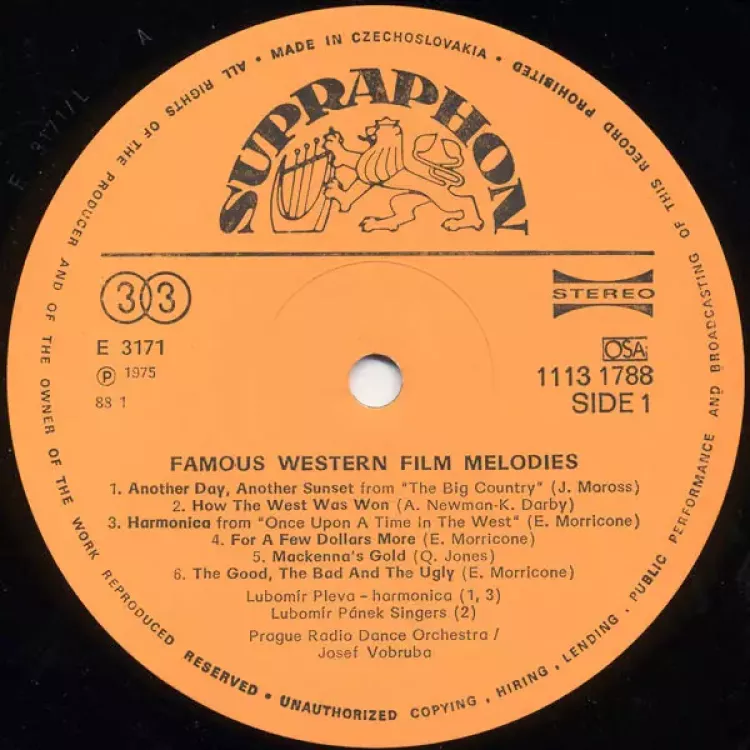 ALL RIGHTS OF THE PRODUCER AND OF THE OWNER OF THE WORK REPRODUCED RESERVED • UNAUTHORIZED COPYING, HIRING, LENDING, PUBLIC PERFORMANCE AND BROADCASTING OF THIS RECORD PROHIBITED • MADE IN CZECHOSLOVAKIA •
SUPRAPHON
33
STEREO
E 3171
Ⓟ 1975
88 1
OSA
1113 1788
SIDE 1
FAMOUS WESTERN FILM MELODIES
1. Another Day, Another Sunset from "The Big Country" (J. Moross)
2. How The West Was Won (A. Newman-K. Darby)
3. Harmonica from "Once Upon A Time In The West" (E. Morricone)
4. For A Few Dollars More (E. Morricone)
5. Mackenna's Gold (Q. Jones)
6. The Good, The Bad And The Ugly (E. Morricone)
Lubomír Pleva – harmonica (1, 3)
Lubomír Pánek Singers (2)
Prague Radio Dance Orchestra /
Josef Vobruba